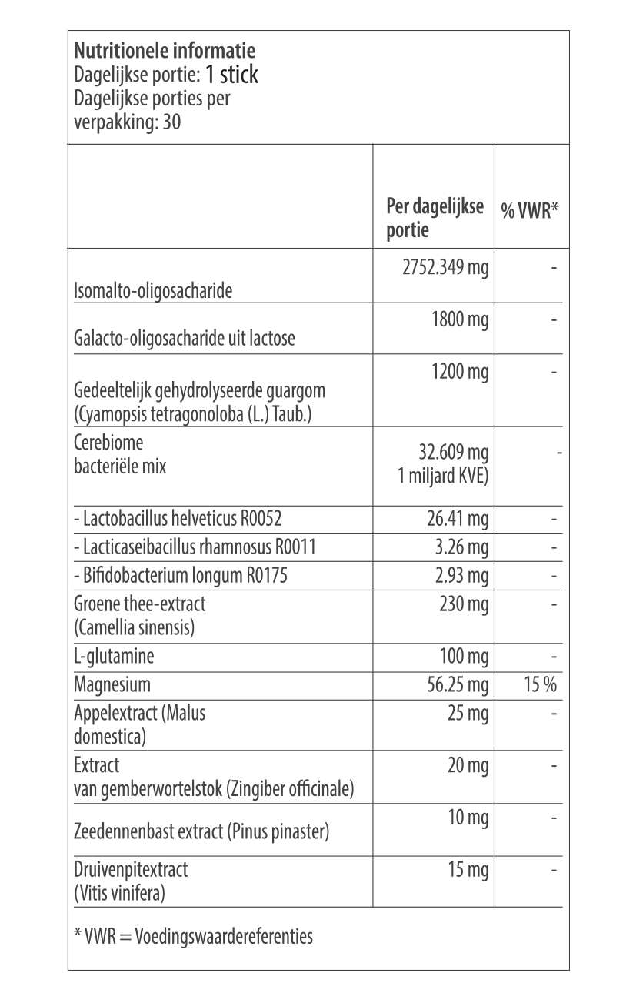 Nutritionele informatie
Dagelijkse portie: 1 stick
Dagelijkse porties per
verpakking: 30
Per dagelijkse
portie
% VWR*
2752.349 mg -
Isomalto-oligosacharide
1800 mg -
Galacto-oligosacharide uit lactose
1200 mg -
Gedeeltelijk gehydrolyseerde guargom
(Cyamopsis tetragonoloba (L.) Taub.)
Cerebiome
bacteriële mix
32.609 mg -
1 miljard KVE)
- Lactobacillus helveticus R0052 26.41 mg -
- Lacticaseibacillus rhamnosus R0011 3.26 mg -
- Bifidobacterium longum R0175 2.93 mg -
Groene thee-extract 230 mg -
(Camellia sinensis)
L-glutamine 100 mg -
Magnesium 56.25 mg 15 %
Appelextract (Malus 25 mg -
domestica)
Extract 20 mg -
van gemberwortelstok (Zingiber officinale)
10 mg -
Zeedennenbast extract (Pinus pinaster)
Druivenpitextract 15 mg -
(Vitis vinifera)
* VWR = Voedingswaardereferenties